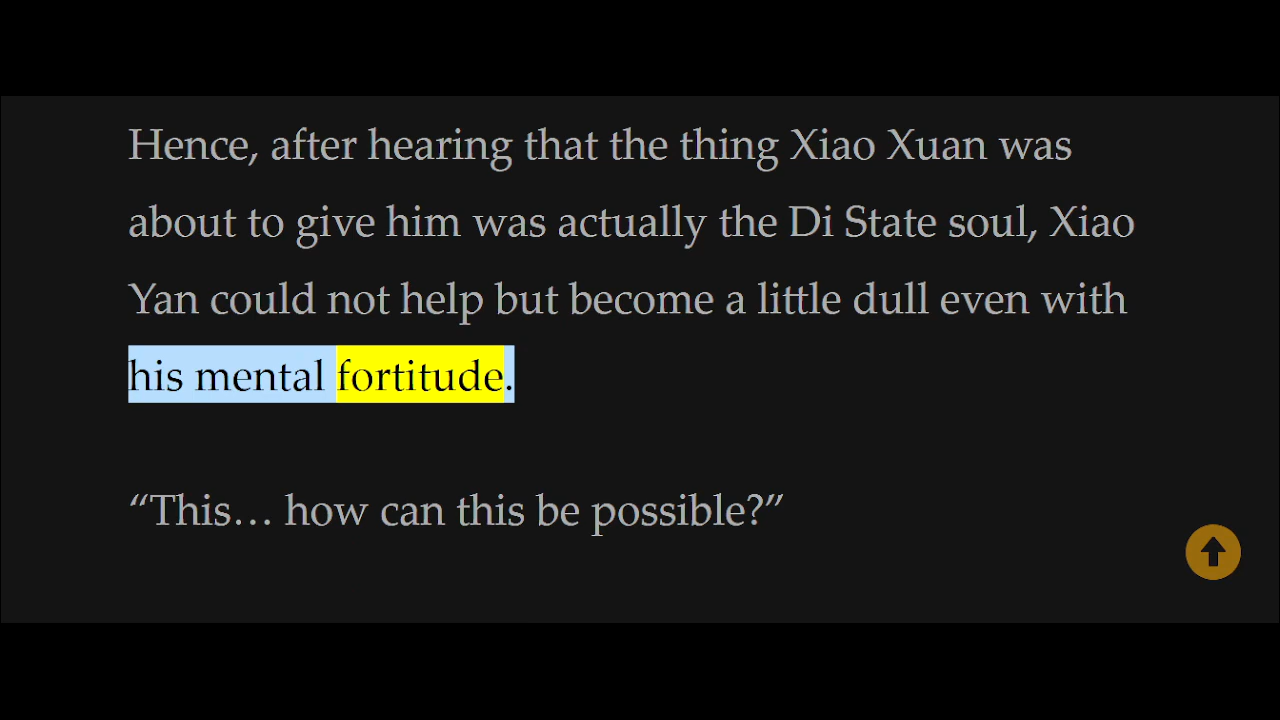 Hence, after hearing that the thing Xiao Xuan was
about to give him was actually the Di State soul, Xiao
Yan could not help but become a little dull even with
his mental fortitude.
“This… how can this be possible?”